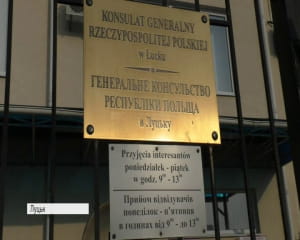 KONSULAT GENERALNY
RZECZYPOSPOLITEJ POLSKIEJ
w Łucku
ГЕНЕРАЛЬНЕ КОНСУЛЬСТВО
РЕСПУБЛІКИ ПОЛЬЩА
в Луцьку
Przyjęcia interesantów
poniedziałek - piątek
w godz. 9⁰⁰ - 13⁰⁰
Прийом відвідувачів
понеділок - п'ятниця
в годинах від 9⁰⁰ - до 13⁰⁰
Луцьк